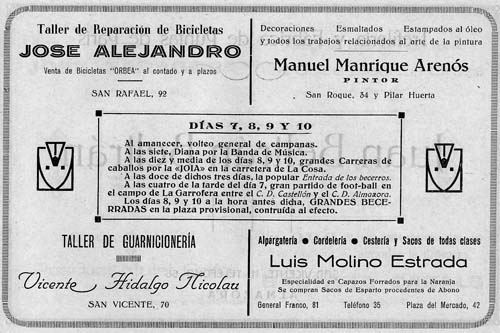 Taller de Reparación de Bicicletas
JOSE ALEJANDRO
Venta de Bicicletas "ORBEA" al contado y a plazos
SAN RAFAEL, 92
Decoraciones Esmaltados Estampados al óleo
y todos los trabajos relacionados al arte de la pintura
Manuel Manrique Arenós
PINTOR
San Roque, 34 y Pilar Huerta
DÍAS 7, 8, 9 Y 10
Al amanecer, volteo general de campanas.
A las siete, Diana por la Banda de Música.
A las diez y media de los días 8, 9 y 10, grandes Carreras de
caballos por la «JOIA» en la carretera de La Cosa.
A las doce de dichos tres días, la popular Entrada de los becerros.
A las cuatro de la tarde del día 7, gran partido de foot-ball en
el campo de La Garrofera entre el C. D. Castellón y el C. D. Almazora.
Los días 8, 9 y 10 a la hora antes dicha, GRANDES BECE-
RRADAS en la plaza provisional, contruída al efecto.
TALLER DE GUARNICIONERÍA
Vicente Hidalgo Nicolau
SAN VICENTE, 70
Alpargatería • Cordelería • Cestería y Sacos de todas clases
Luis Molino Estrada
Especialidad en Capazos Forrados para la Naranja
Se compran Sacos de Esparto procedentes de Abono
General Franco, 81 Teléfono 35 Plaza del Mercado, 42